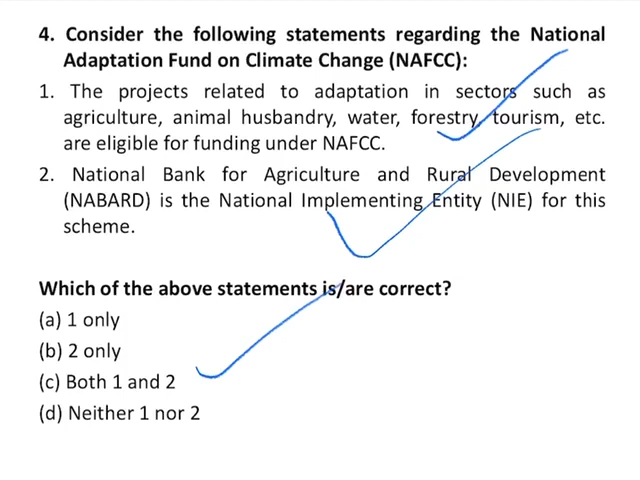 4. Consider the following statements regarding the National
Adaptation Fund on Climate Change (NAFCC):
1. The projects related to adaptation in sectors such as
agriculture, animal husbandry, water, forestry, tourism, etc.
are eligible for funding under NAFCC.
2. National Bank for Agriculture and Rural Development
(NABARD) is the National Implementing Entity (NIE) for this
scheme.
Which of the above statements is/are correct?
(a) 1 only
(b) 2 only
(c) Both 1 and 2
(d) Neither 1 nor 2